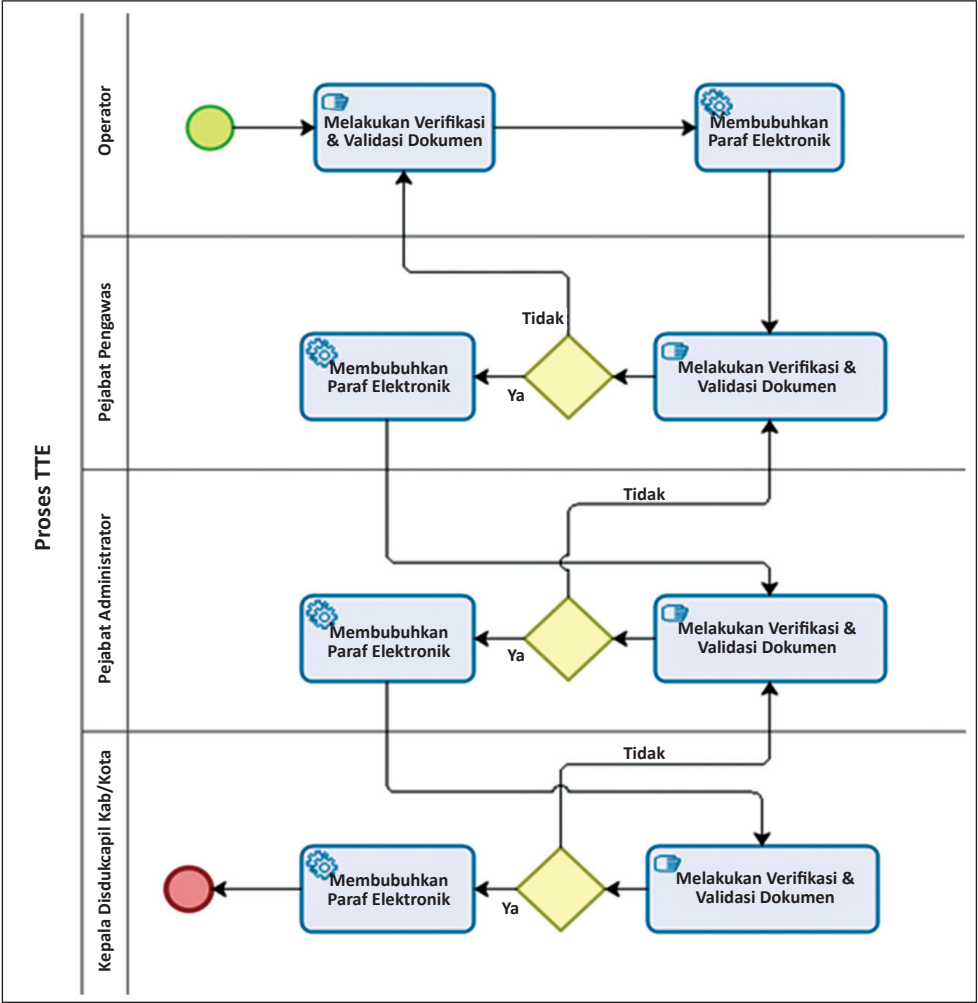 Proses TTE
Operator
Melakukan Verifikasi
& Validasi Dokumen
Membubuhkan
Paraf Elektronik
Pejabat Pengawas
Tidak
Membubuhkan
Paraf Elektronik
Ya
Melakukan Verifikasi &
Validasi Dokumen
Pejabat Administrator
Tidak
Membubuhkan
Paraf Elektronik
Ya
Melakukan Verifikasi &
Validasi Dokumen
Kepala Disdukcapil Kab/Kota
Tidak
Membubuhkan
Paraf Elektronik
Ya
Melakukan Verifikasi &
Validasi Dokumen